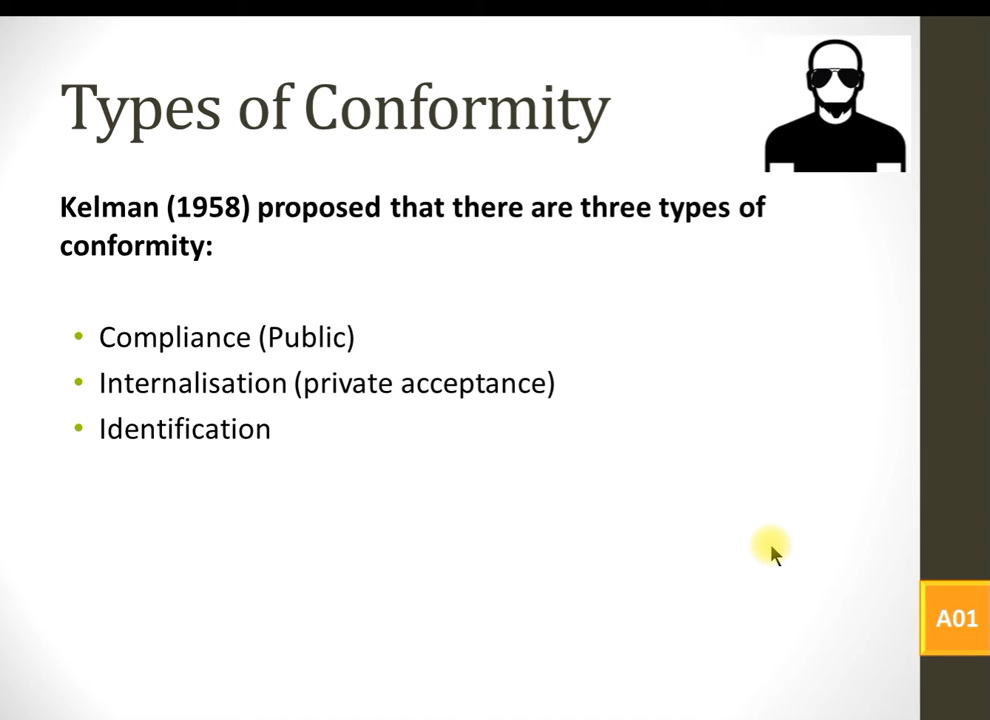 Types of Conformity
Kelman (1958) proposed that there are three types of
conformity:
• Compliance (Public)
• Internalisation (private acceptance)
• Identification
A01